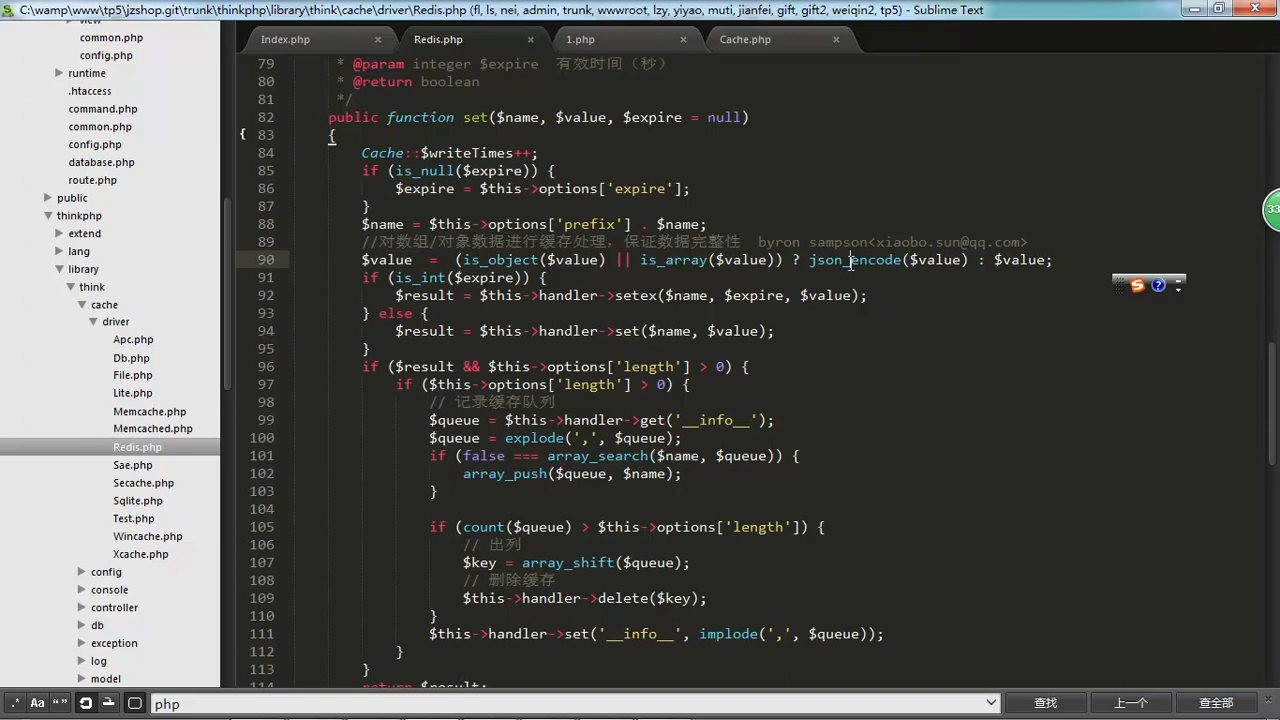 C:\wamp\www\tp5\jzshop.git\trunk\thinkphp\library\think\cache\driver\Redis.php (fl, ls, nei, admin, trunk, wwwroot, lzy, yiyao, muti, jianfei, gift, gift2, weiqin2, tp5) - Sublime Text
Index.php
Redis.php
1.php
Cache.php
common.php
config.php
runtime
.htaccess
command.php
common.php
config.php
database.php
route.php
public
thinkphp
extend
lang
library
think
cache
driver
Apc.php
Db.php
File.php
Lite.php
Memcache.php
Memcached.php
Redis.php
Sae.php
Secache.php
Sqlite.php
Test.php
Wincache.php
Xcache.php
config
console
controller
db
exception
log
model
79 * @param integer $expire 有效时间（秒）
80 * @return boolean
81 */
82 public function set($name, $value, $expire = null)
{ 83 {
84 Cache::$writeTimes++;
85 if (is_null($expire)) {
86 $expire = $this->options['expire'];
87 }
88 $name = $this->options['prefix'] . $name;
89 //对数组/对象数据进行缓存处理，保证数据完整性 byron sampson<xiaobo.sun@qq.com>
90 $value = (is_object($value) || is_array($value)) ? json_encode($value) : $value;
91 if (is_int($expire)) {
92 $result = $this->handler->setex($name, $expire, $value);
93 } else {
94 $result = $this->handler->set($name, $value);
95 }
96 if ($result && $this->options['length'] > 0) {
97 if ($this->options['length'] > 0) {
98 // 记录缓存队列
99 $queue = $this->handler->get('__info__');
100 $queue = explode(',', $queue);
101 if (false === array_search($name, $queue)) {
102 array_push($queue, $name);
103 }
104
105 if (count($queue) > $this->options['length']) {
106 // 出列
107 $key = array_shift($queue);
108 // 删除缓存
109 $this->handler->delete($key);
110 }
111 $this->handler->set('__info__', implode(',', $queue));
112 }
113 }
114 return $result;
33
.* Aa “ ” php 查找 上一个 查全部